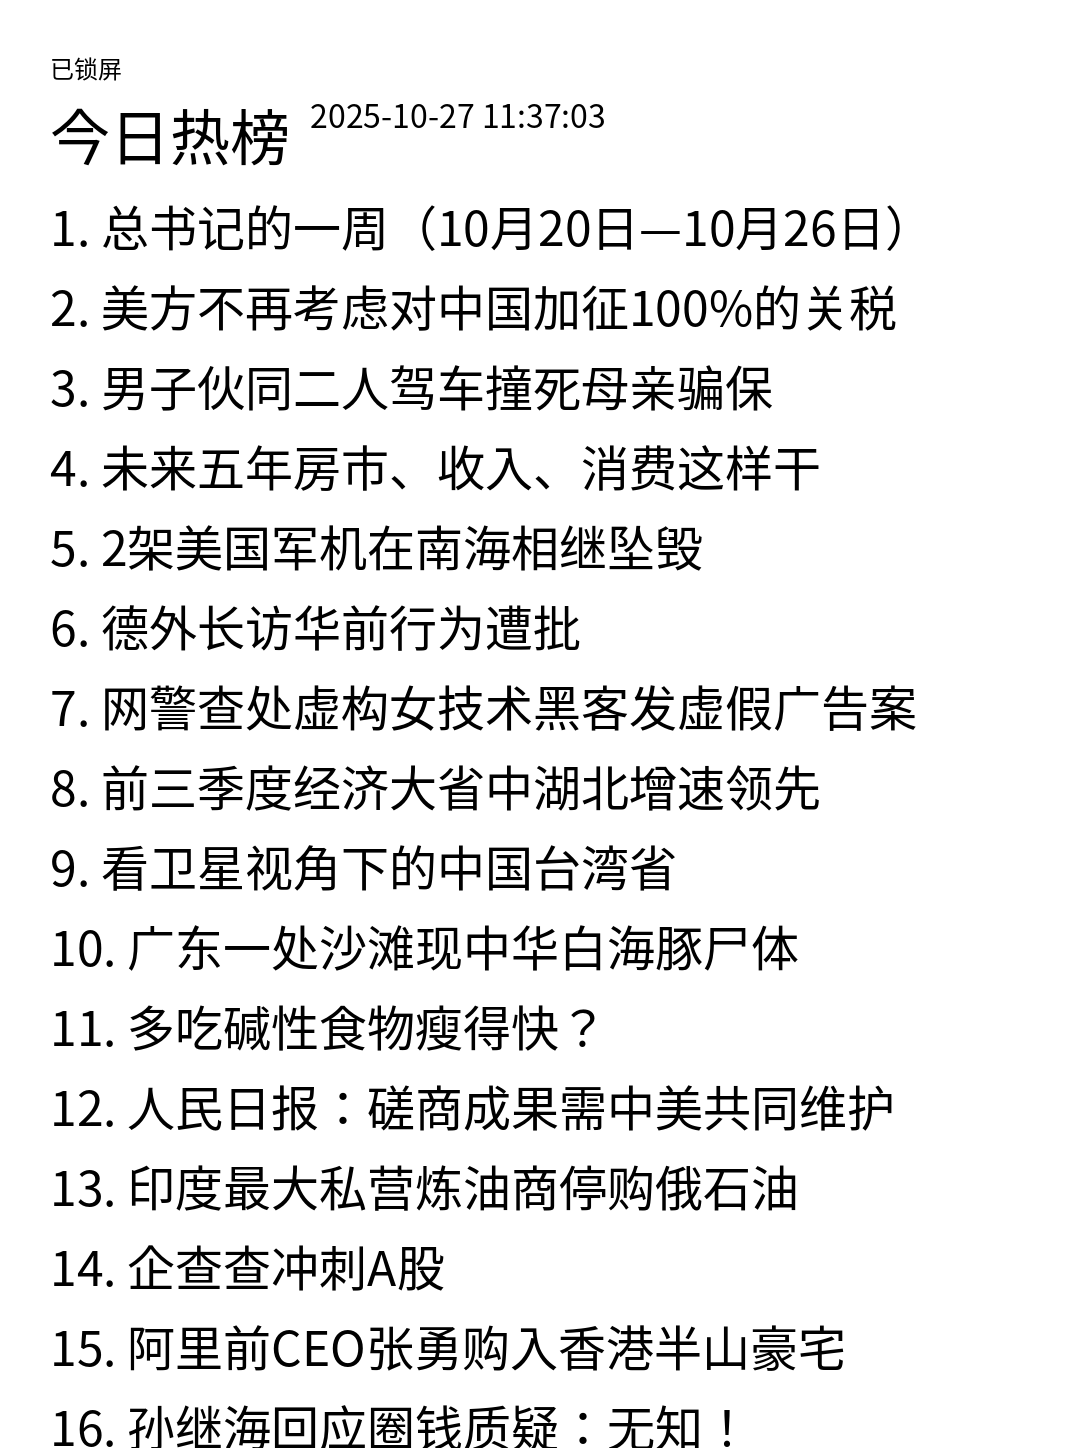 已锁屏
今日热榜 2025-10-27 11:37:03
1. 总书记的一周（10月20日—10月26日）
2. 美方不再考虑对中国加征100%的关税
3. 男子伙同二人驾车撞死母亲骗保
4. 未来五年房市、收入、消费这样干
5. 2架美国军机在南海相继坠毁
6. 德外长访华前行为遭批
7. 网警查处虚构女技术黑客发虚假广告案
8. 前三季度经济大省中湖北增速领先
9. 看卫星视角下的中国台湾省
10. 广东一处沙滩现中华白海豚尸体
11. 多吃碱性食物瘦得快？
12. 人民日报：磋商成果需中美共同维护
13. 印度最大私营炼油商停购俄石油
14. 企查查冲刺A股
15. 阿里前CEO张勇购入香港半山豪宅
16. 孙继海回应圈钱质疑：无知！